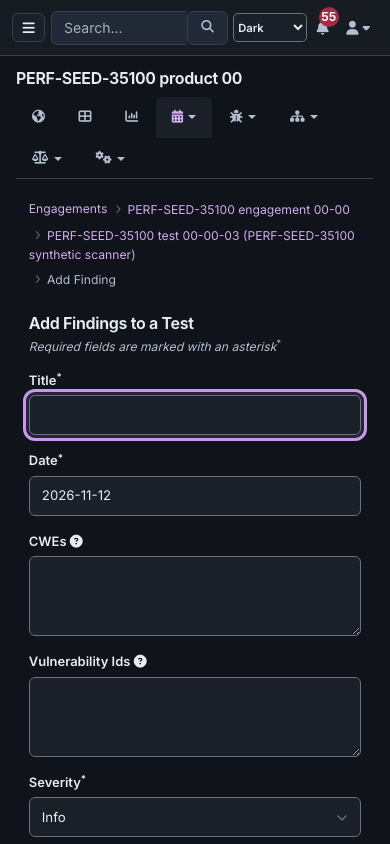 Search...
Dark
55
PERF-SEED-35100 product 00
Engagements
PERF-SEED-35100 engagement 00-00
PERF-SEED-35100 test 00-00-03 (PERF-SEED-35100
synthetic scanner)
Add Finding
Add Findings to a Test
Required fields are marked with an asterisk*
Title*
Date*
2026-11-12
CWEs
Vulnerability Ids
Severity*
Info